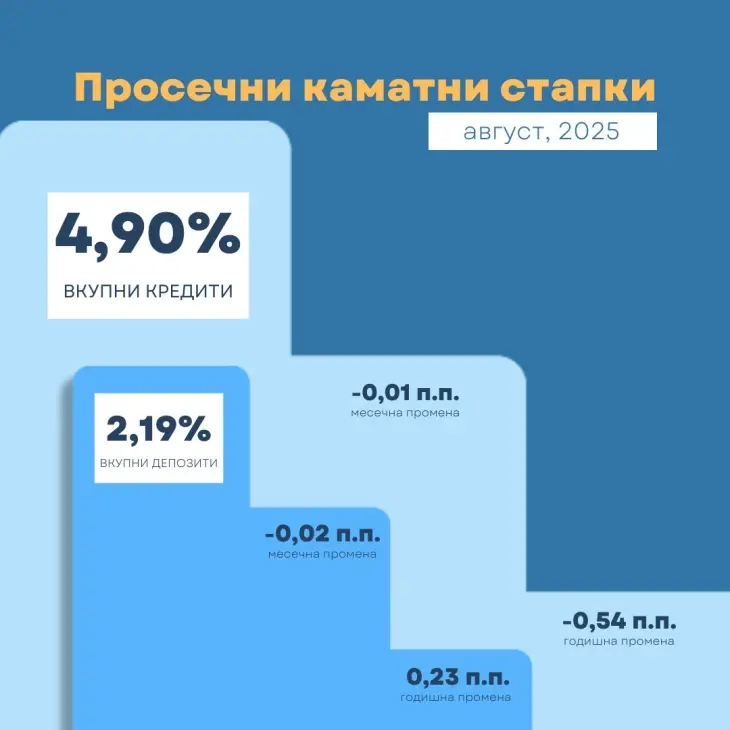 Просечни каматни стапки
август, 2025
4,90%
ВКУПНИ КРЕДИТИ
-0,01 п.п.
месечна промена
2,19%
ВКУПНИ ДЕПОЗИТИ
-0,02 п.п.
месечна промена
-0,54 п.п.
годишна промена
0,23 п.п.
годишна промена